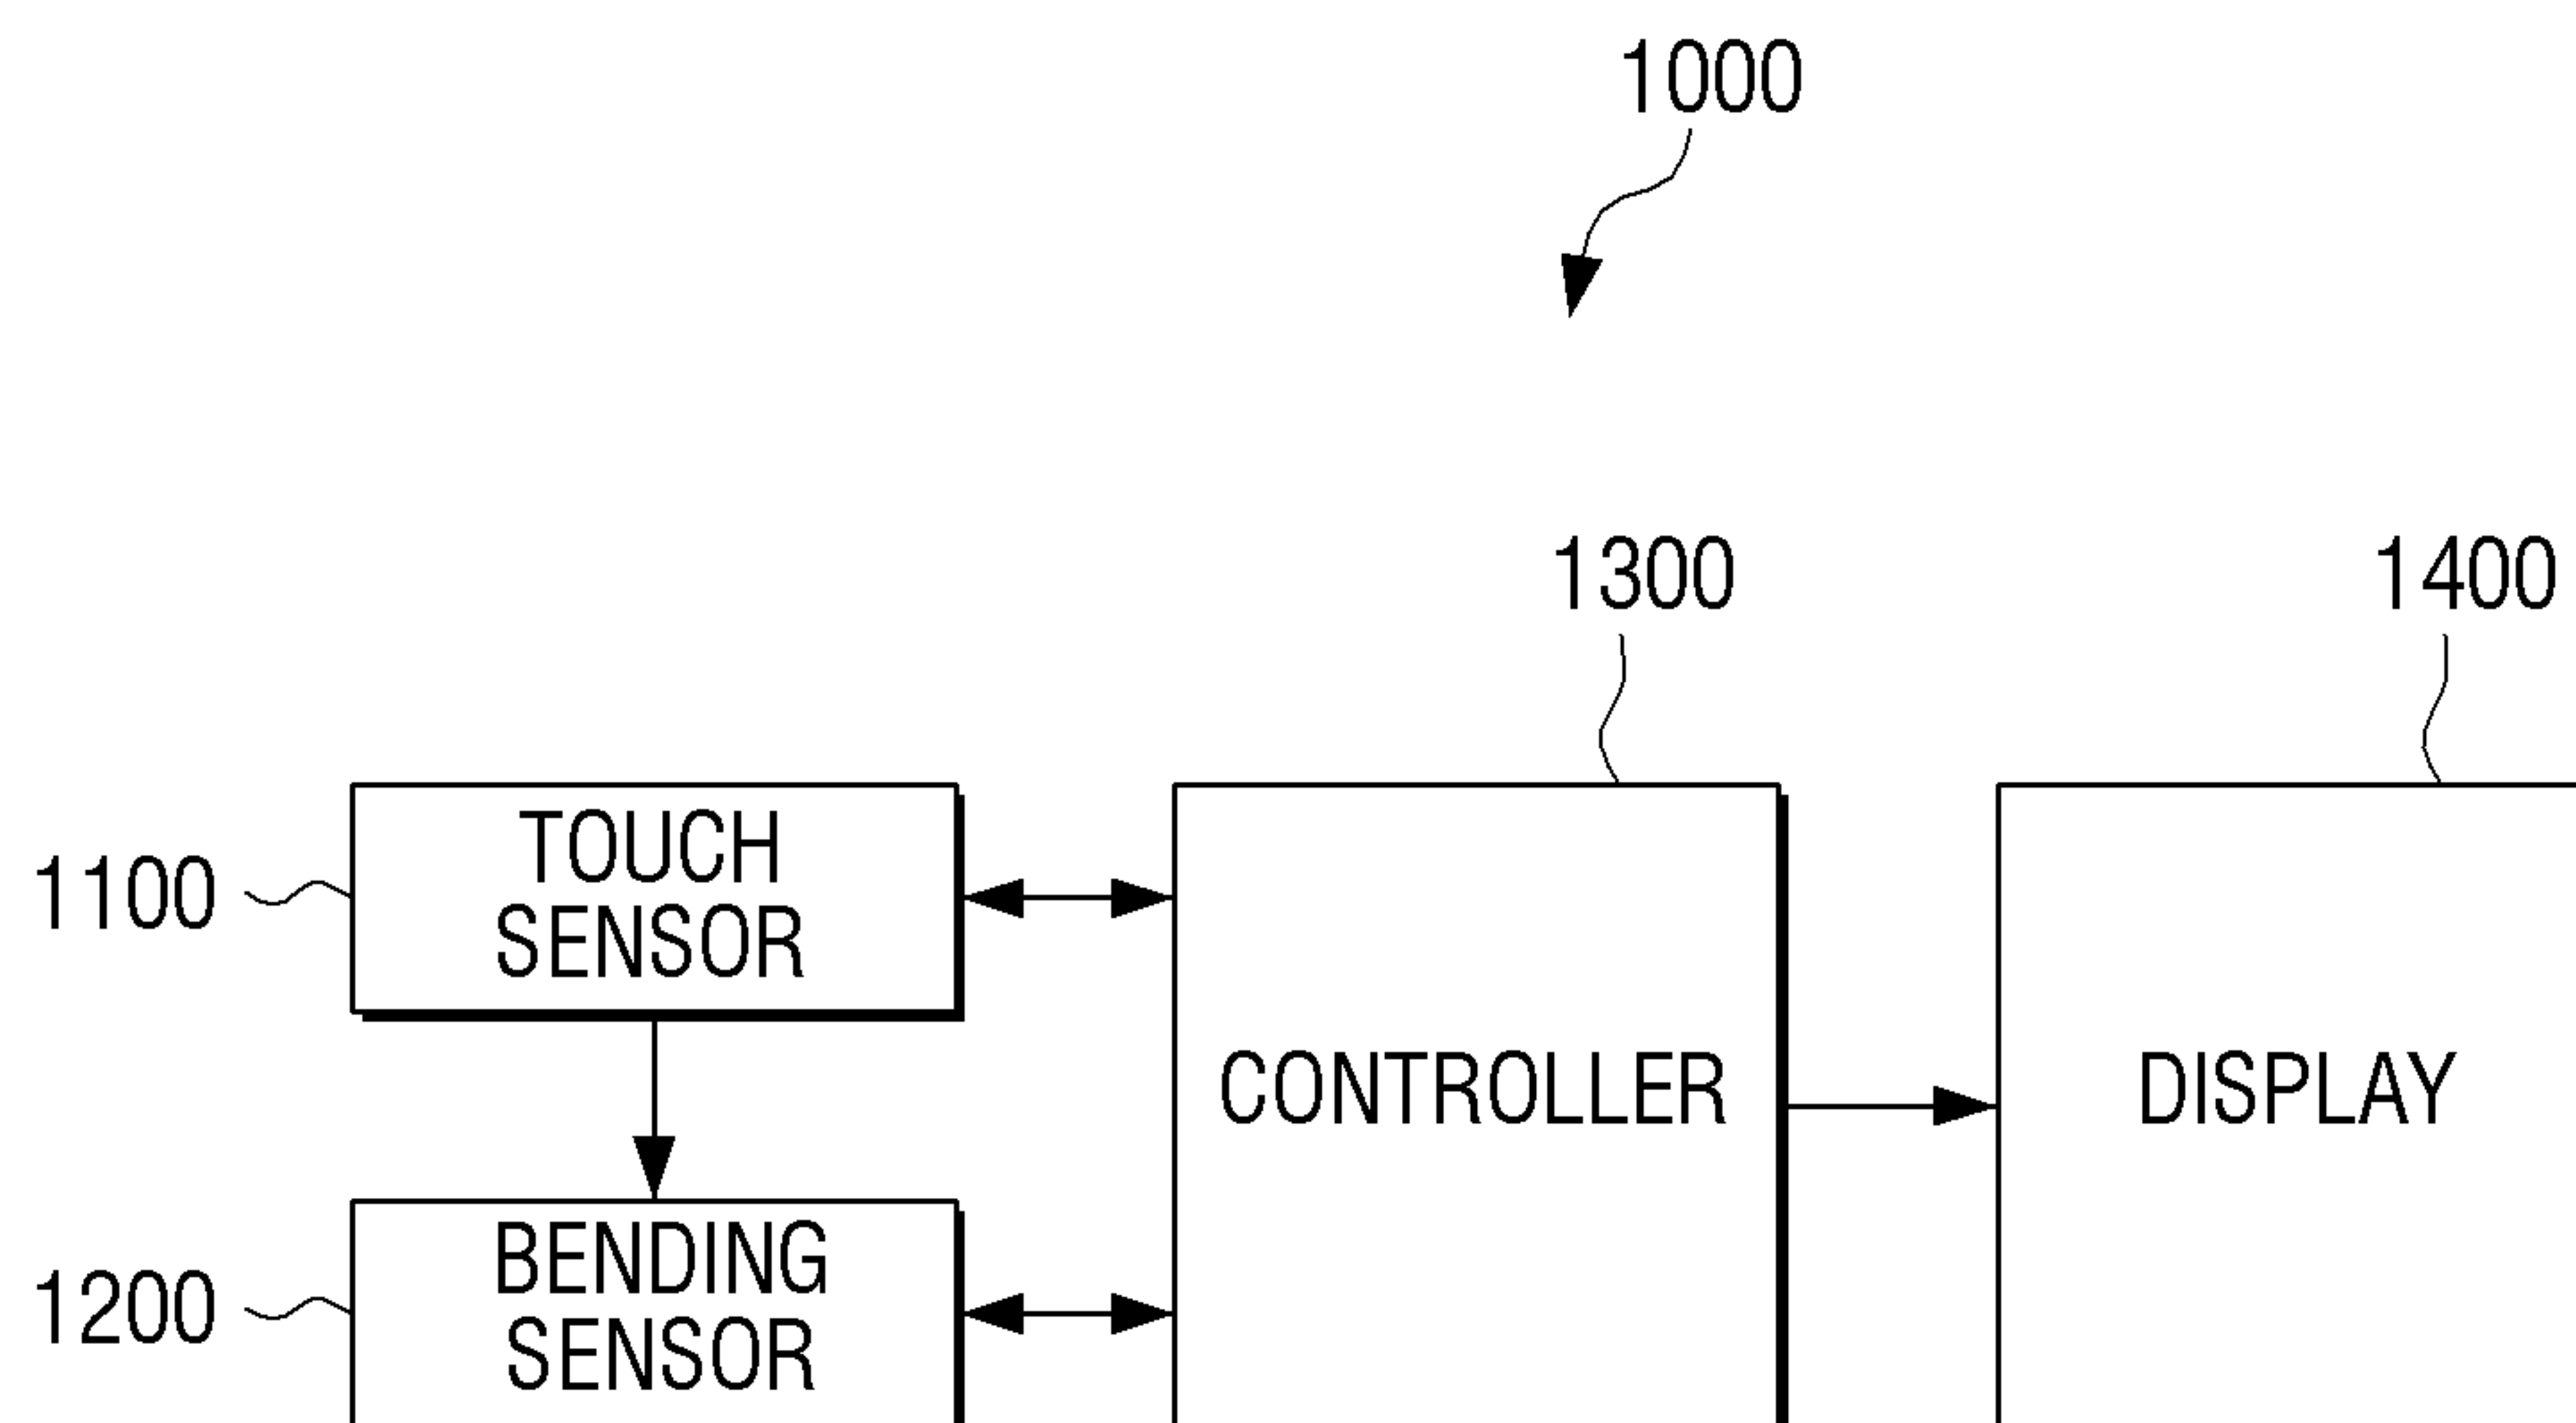 1000
1300
1400
TOUCH
SENSOR
1100
CONTROLLER
DISPLAY
BENDING
SENSOR
1200